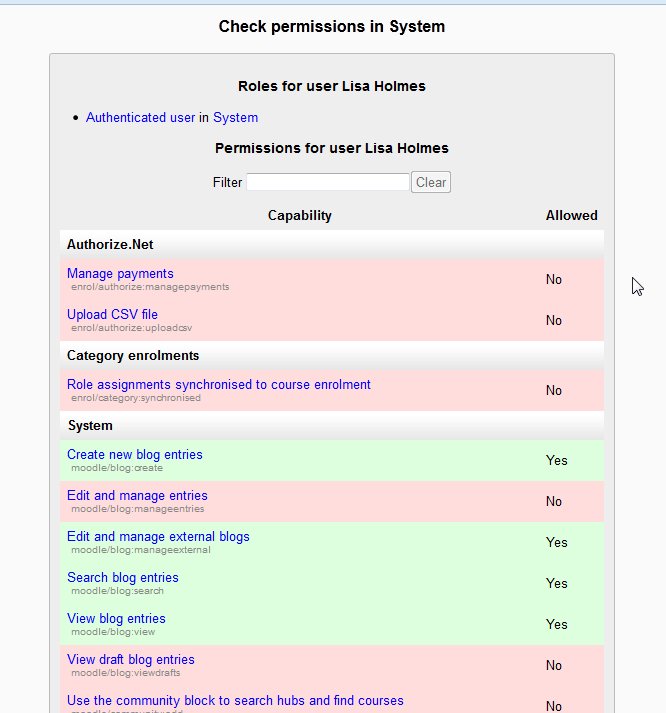 Check permissions in System
Roles for user Lisa Holmes
• Authenticated user in System
Permissions for user Lisa Holmes
Filter Clear
Capability Allowed
Authorize.Net
Manage payments
enrol/authorize:managepayments
No
Upload CSV file
enrol/authorize:uploadcsv
No
Category enrolments
Role assignments synchronised to course enrolment
enrol/category:synchronised
No
System
Create new blog entries
moodle/blog:create
Yes
Edit and manage entries
moodle/blog:manageentries
No
Edit and manage external blogs
moodle/blog:manageexternal
Yes
Search blog entries
moodle/blog:search
Yes
View blog entries
moodle/blog:view
Yes
View draft blog entries
moodle/blog:viewdrafts
No
Use the community block to search hubs and find courses
No